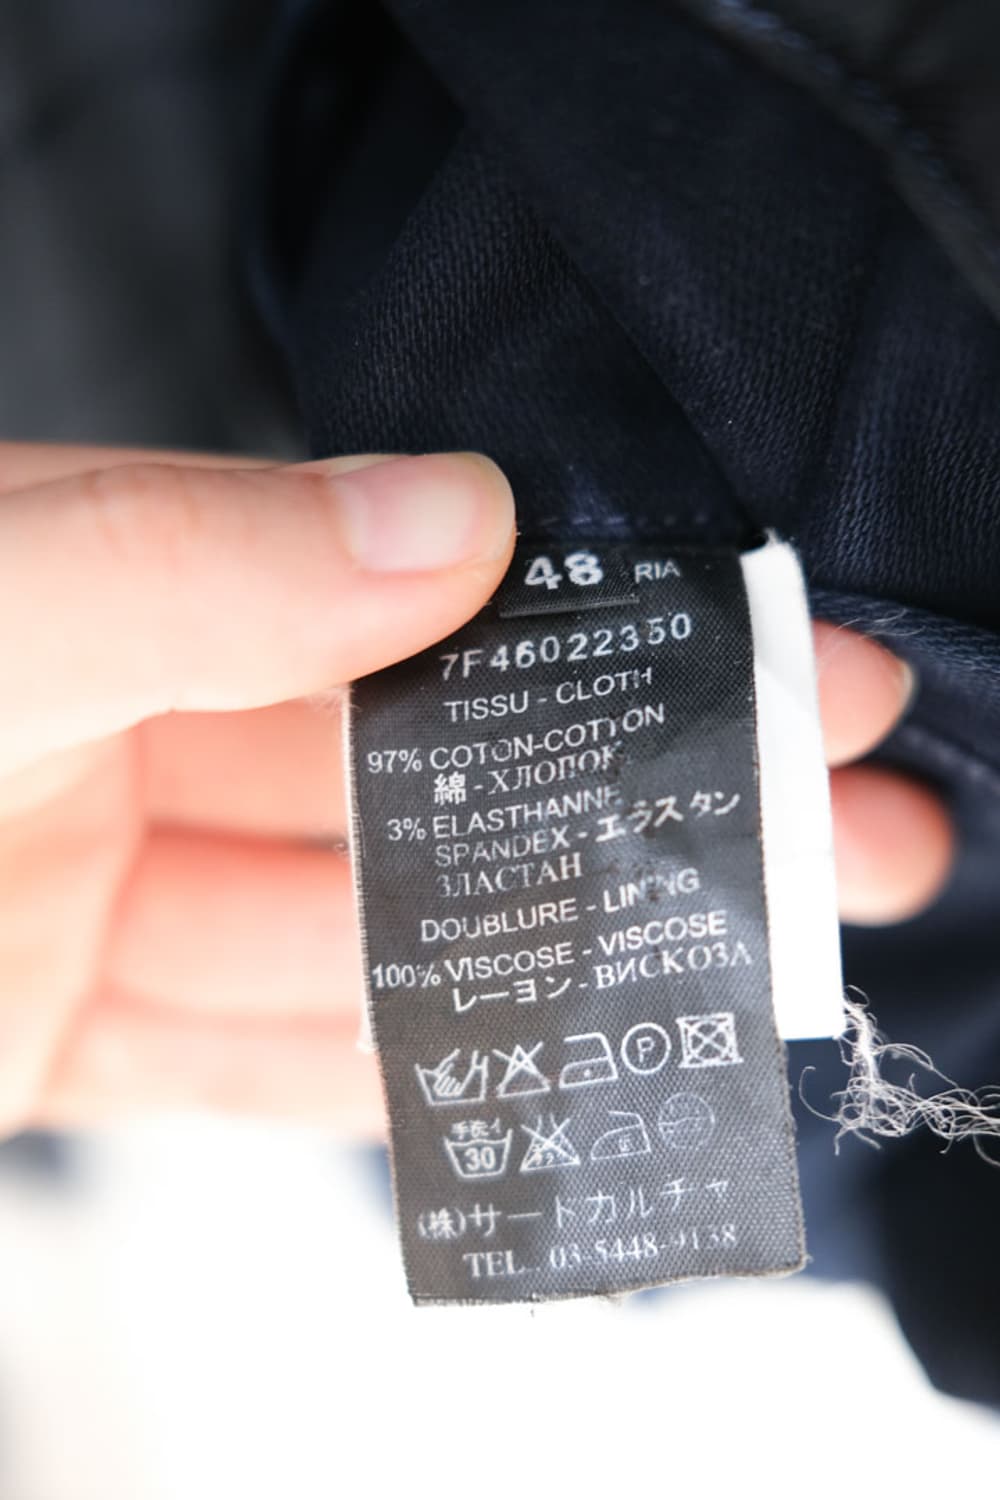 48 RIA
7F46022350
TISSU - CLOTH
97% COTON-COTTON
綿 - ХЛОПОК
3% ELASTHANNE
SPANDEX - エラスタン
ЗЛАСТАН
DOUBLURE - LINING
100% VISCOSE - VISCOSE
レーヨン - ВИСКОЗА
P
30
(株)サードカルチャ
TEL. 03-5448-9138